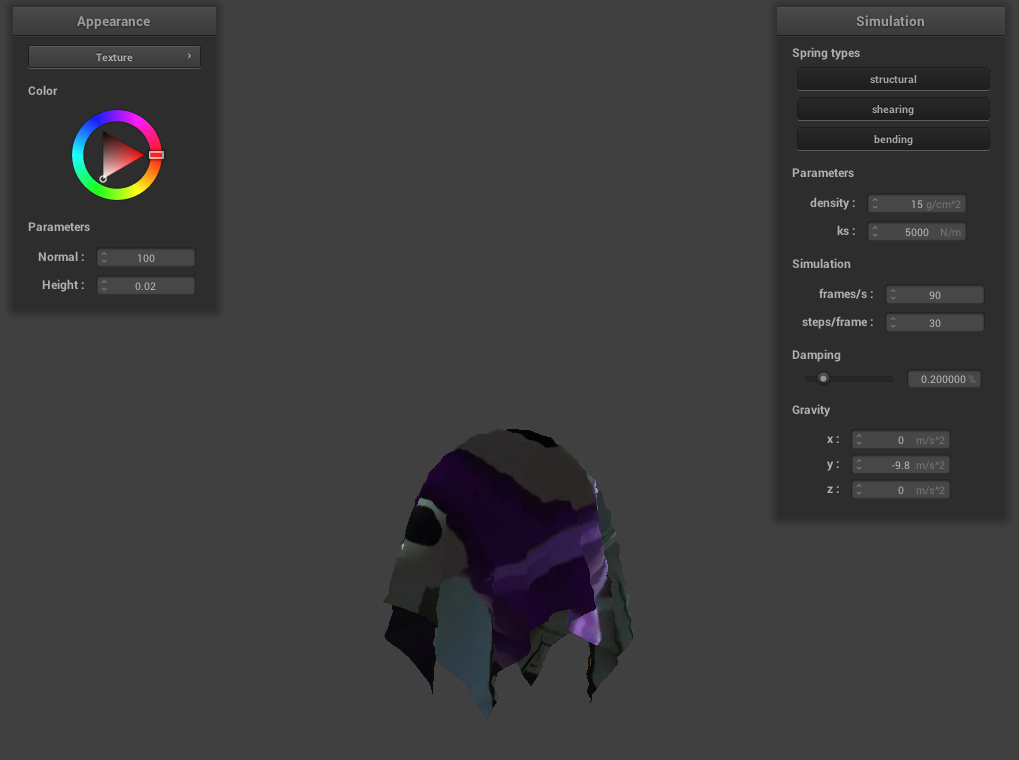 Appearance
Texture
Color
Parameters
Normal : 100
Height : 0.02
Simulation
Spring types
structural
shearing
bending
Parameters
density : 15 g/cm^2
ks : 5000 N/m
Simulation
frames/s : 90
steps/frame : 30
Damping
0.200000 %
Gravity
x : 0 m/s^2
y : -9.8 m/s^2
z : 0 m/s^2